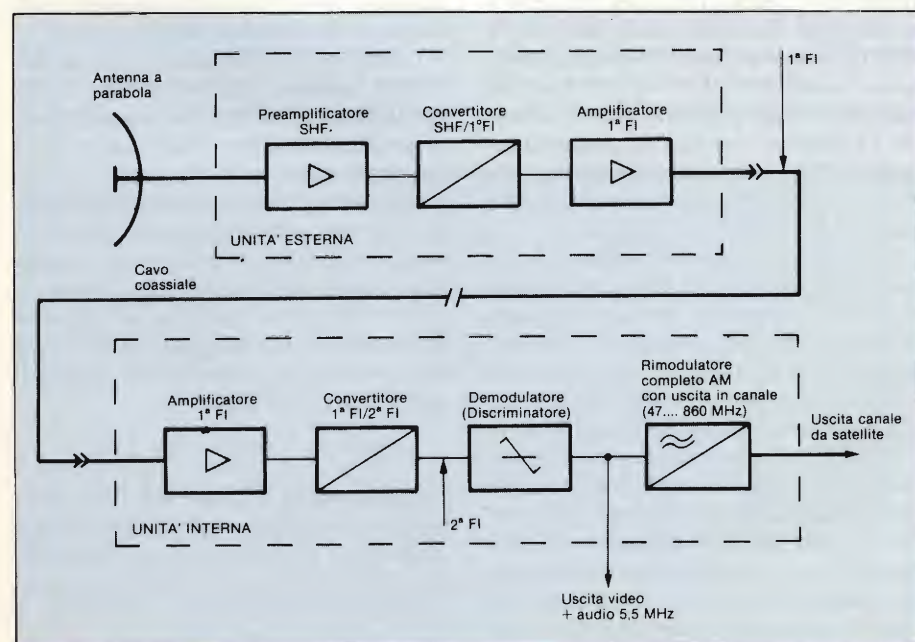 1ª FI
Antenna a
parabola
Preamplificatore
SHF.
Convertitore
SHF/1°FI
Amplificatore
1ª FI
UNITA' ESTERNA
Cavo
coassiale
Amplificatore
1ª FI
Convertitore
1ª FI/2ª FI
Demodulatore
(Discriminatore)
Rimodulatore
completo AM
con uscita in canale
(47.... 860 MHz)
Uscita canale
da satellite
UNITA' INTERNA
2ª FI
Uscita video
+ audio 5,5 MHz